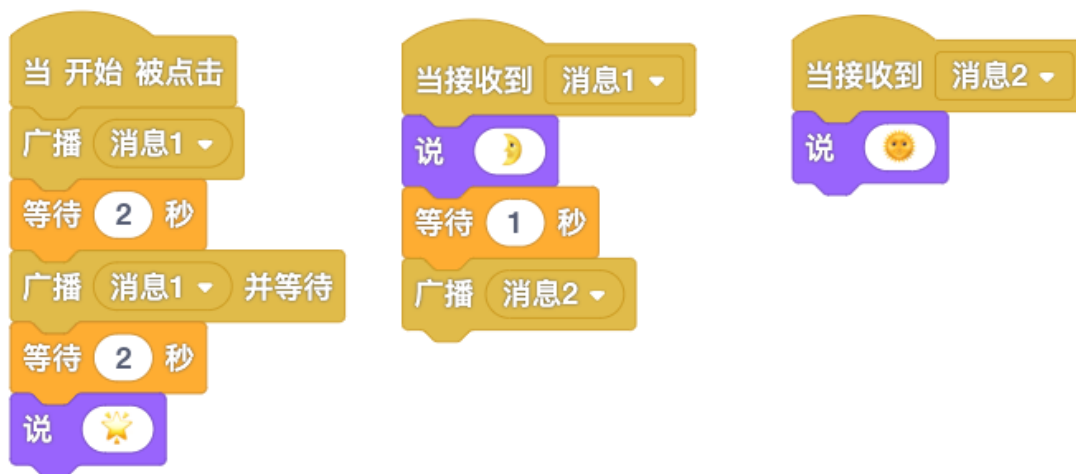 当 开始 被点击
广播 消息1
等待 2 秒
广播 消息1 并等待
等待 2 秒
说
当接收到 消息1
说
等待 1 秒
广播 消息2
当接收到 消息2
说